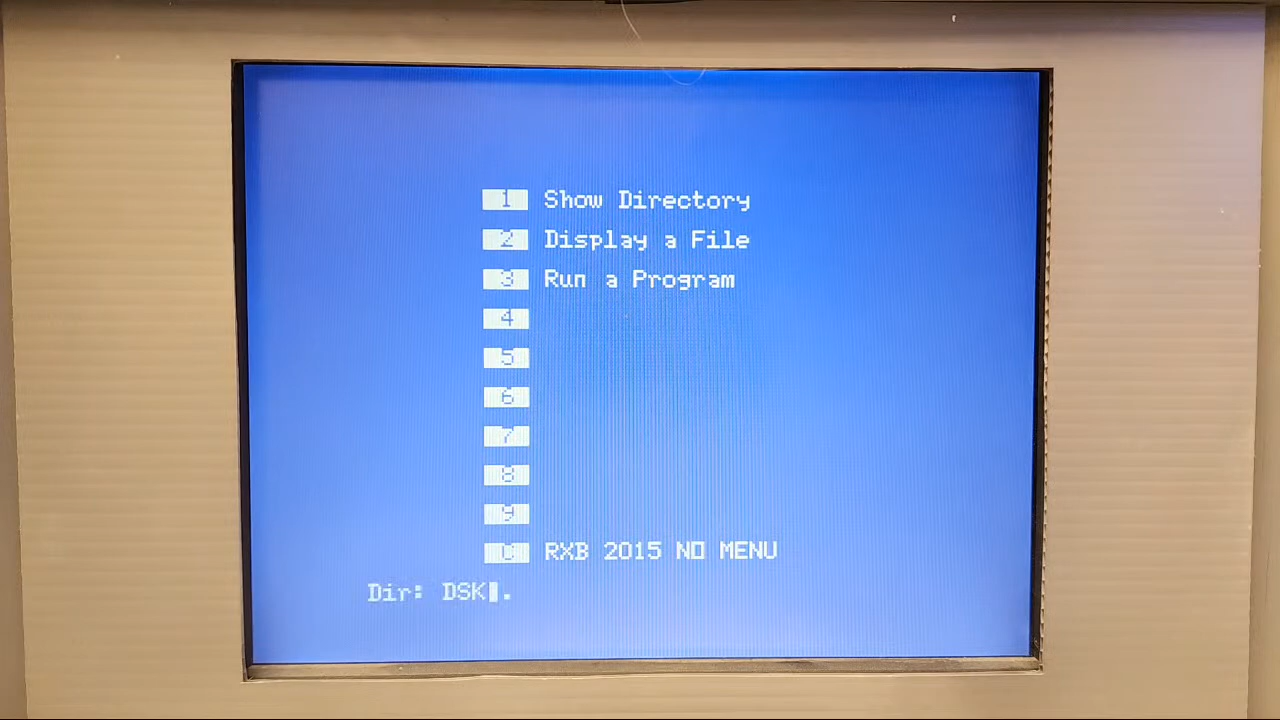 1 Show Directory
2 Display a File
3 Run a Program
4
5
6
7
8
9
0 RXB 2015 NO MENU
Dir: DSK .